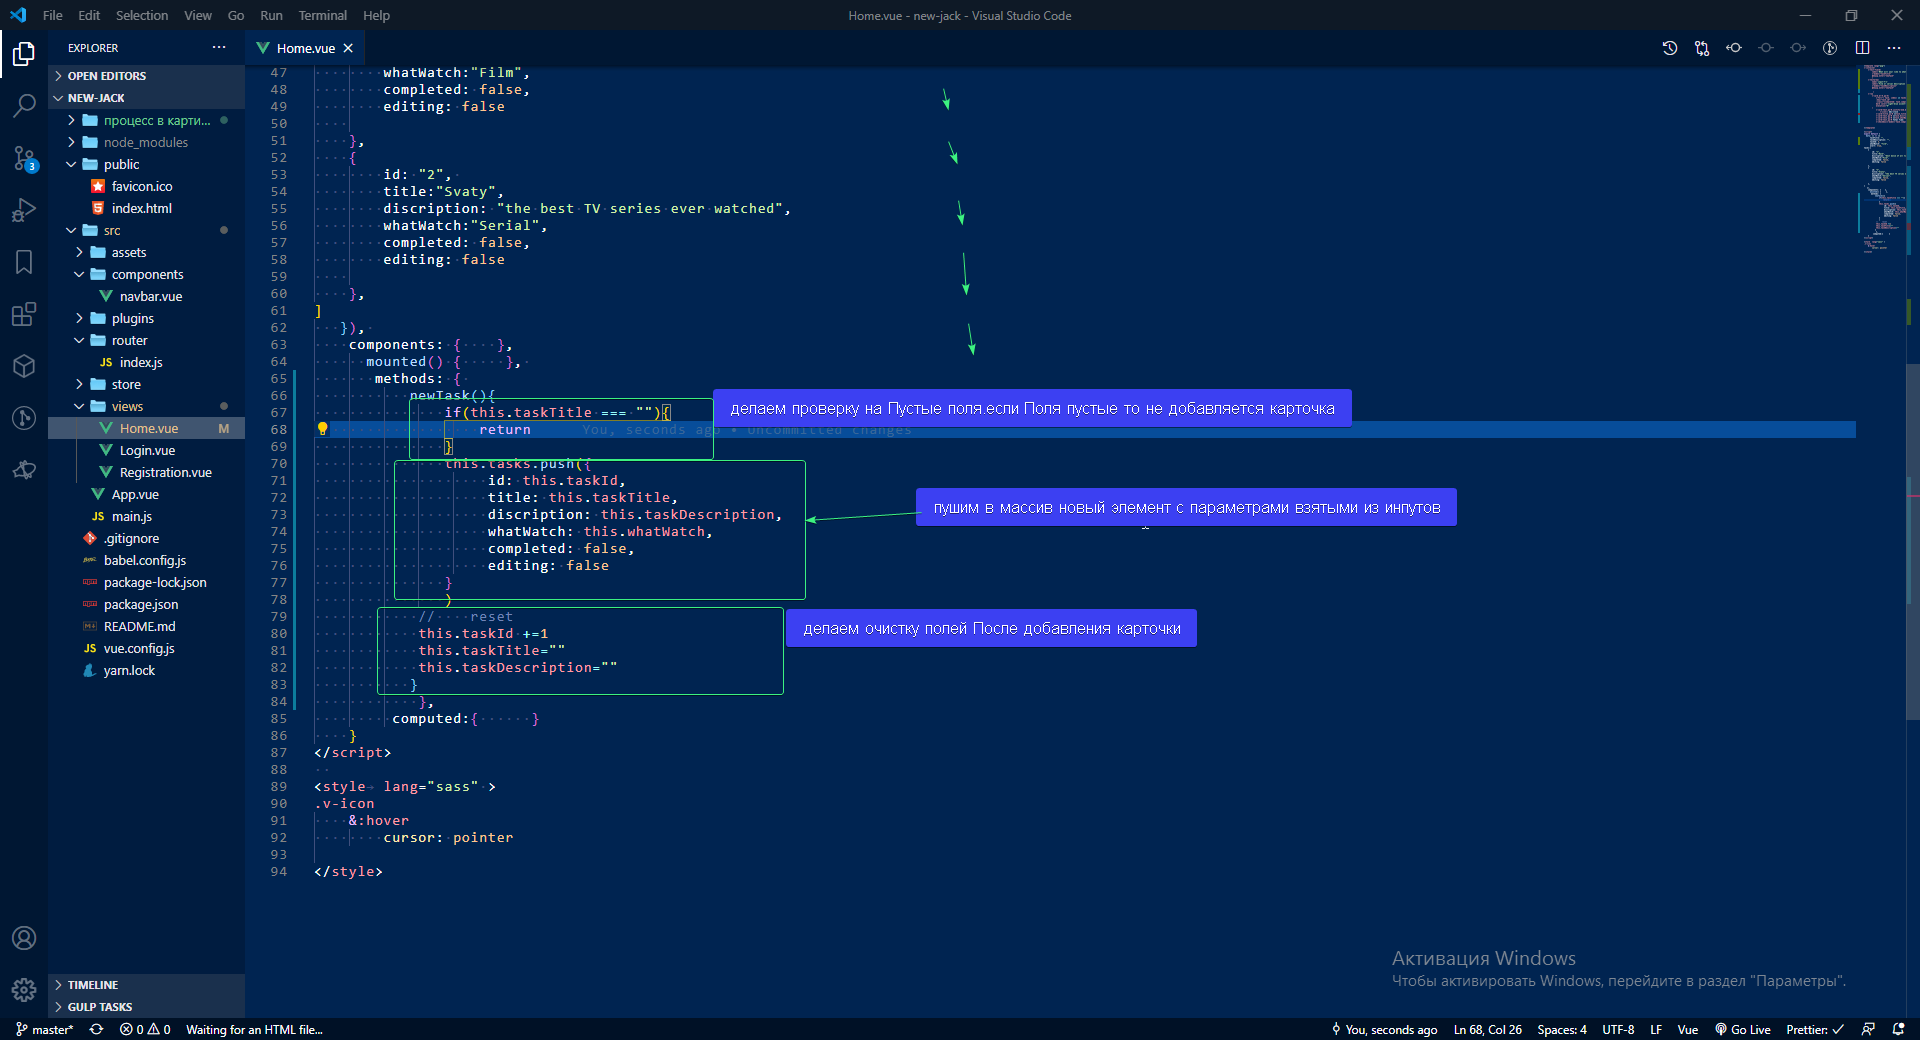 File Edit Selection View Go Run Terminal Help
Home.vue - new-jack - Visual Studio Code
EXPLORER
OPEN EDITORS
NEW-JACK
процесс в карти...
node_modules
public
favicon.ico
index.html
src
assets
components
navbar.vue
plugins
router
JS index.js
store
views
Home.vue M
Login.vue
Registration.vue
App.vue
JS main.js
.gitignore
babel.config.js
package-lock.json
package.json
README.md
JS vue.config.js
yarn.lock
TIMELINE
GULP TASKS
3
Home.vue
47 whatWatch:"Film",
48 completed: false,
49 editing: false
50
51 },
52 {
53 id: "2",
54 title:"Svaty",
55 discription: "the best TV series ever watched",
56 whatWatch:"Serial",
57 completed: false,
58 editing: false
59
60 },
61 ]
62 }),
63 components: { },
64 mounted() { },
65 methods: {
66 newTask(){
67 if(this.taskTitle === ""){
68 return You, seconds ago • Uncommitted changes
69 }
70 this.tasks.push({
71 id: this.taskId,
72 title: this.taskTitle,
73 discription: this.taskDescription,
74 whatWatch: this.whatWatch,
75 completed: false,
76 editing: false
77 }
78 )
79 // reset
80 this.taskId +=1
81 this.taskTitle=""
82 this.taskDescription=""
83 }
84 },
85 computed:{ }
86 }
87 </script>
88
89 <style lang="sass" >
90 .v-icon
91 &:hover
92 cursor: pointer
93
94 </style>
делаем проверку на Пустые поля.если Поля пустые то не добавляется карточка
пушим в массив новый элемент с параметрами взятыми из инпутов
делаем очистку полей После добавления карточки
Активация Windows
Чтобы активировать Windows, перейдите в раздел "Параметры".
master* 0 0 Waiting for an HTML file... You, seconds ago Ln 68, Col 26 Spaces: 4 UTF-8 LF Vue Go Live Prettier: